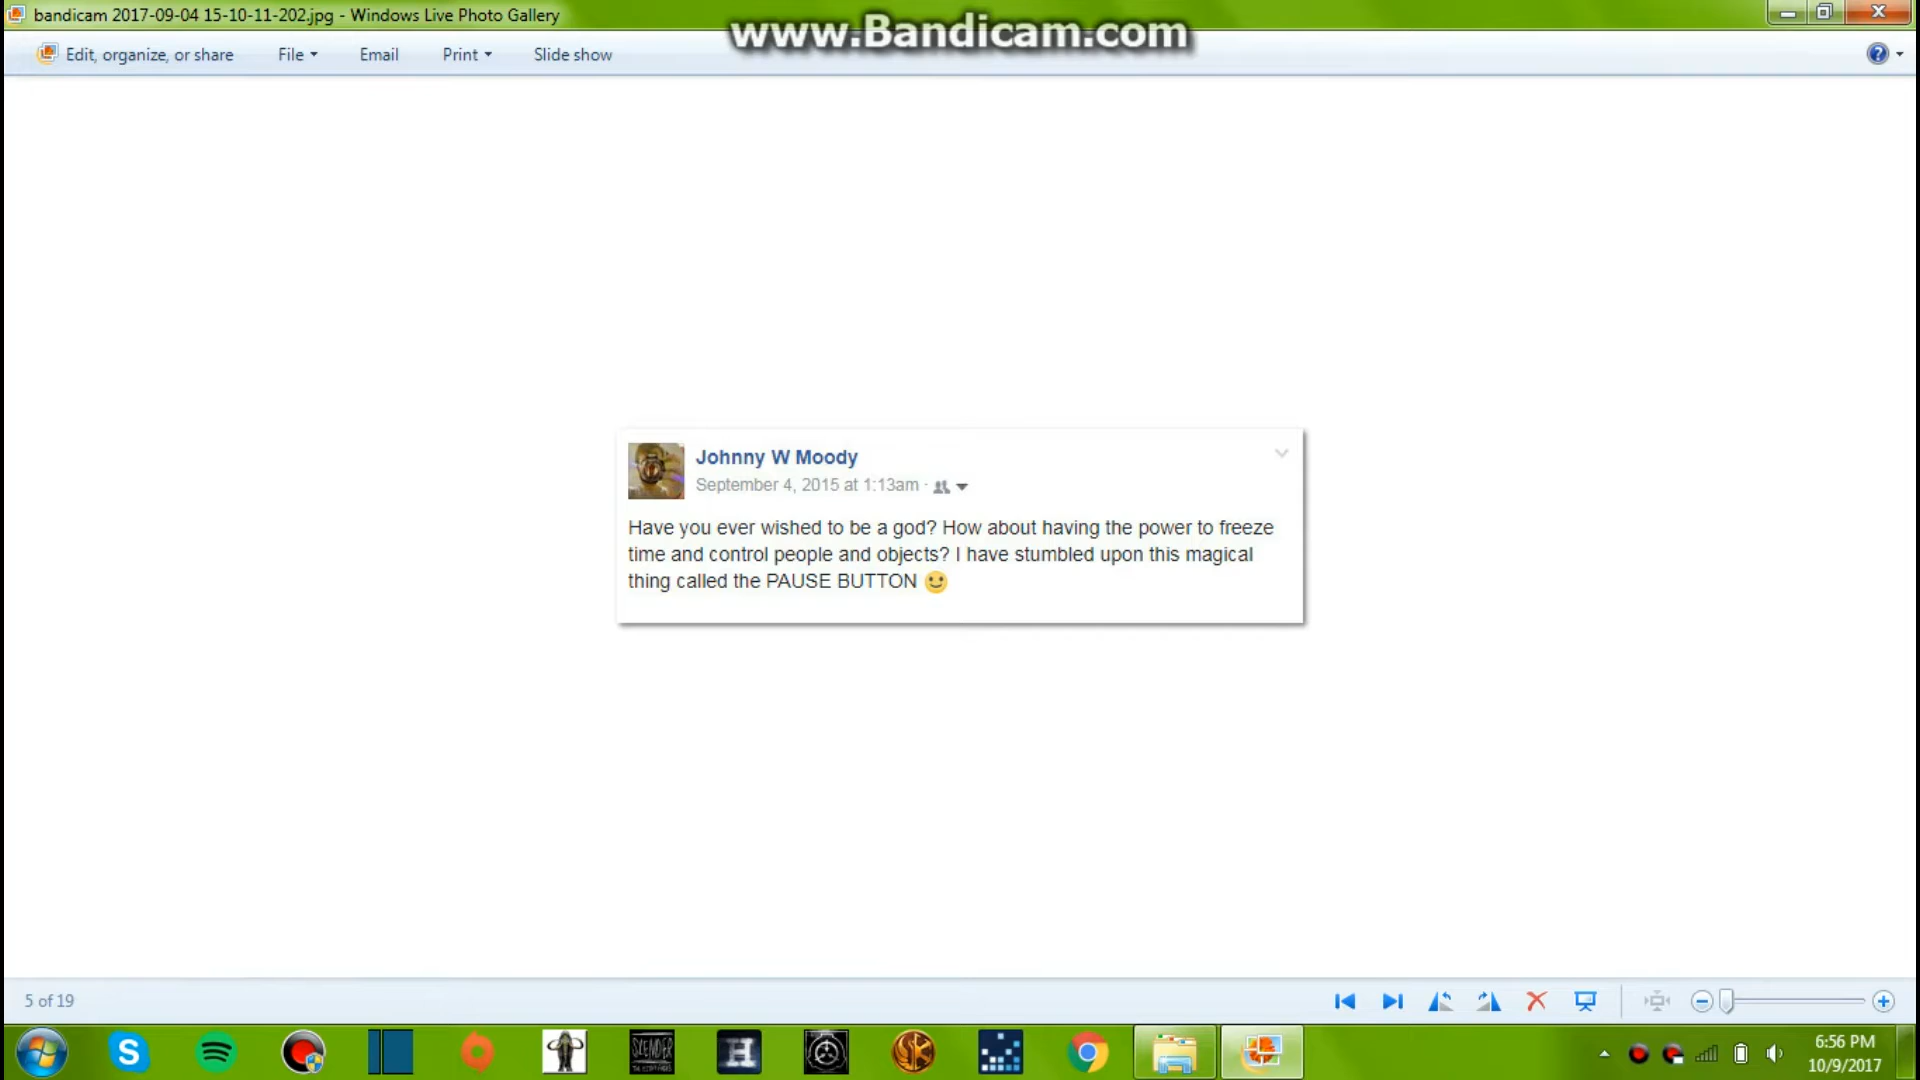 bandicam 2017-09-04 15-10-11-202.jpg - Windows Live Photo Gallery
www.Bandicam.com
Edit, organize, or share File Email Print Slide show
Johnny W Moody
September 4, 2015 at 1:13am ·
Have you ever wished to be a god? How about having the power to freeze
time and control people and objects? I have stumbled upon this magical
thing called the PAUSE BUTTON 🙂
5 of 19
SLENDER
H
6:56 PM
10/9/2017